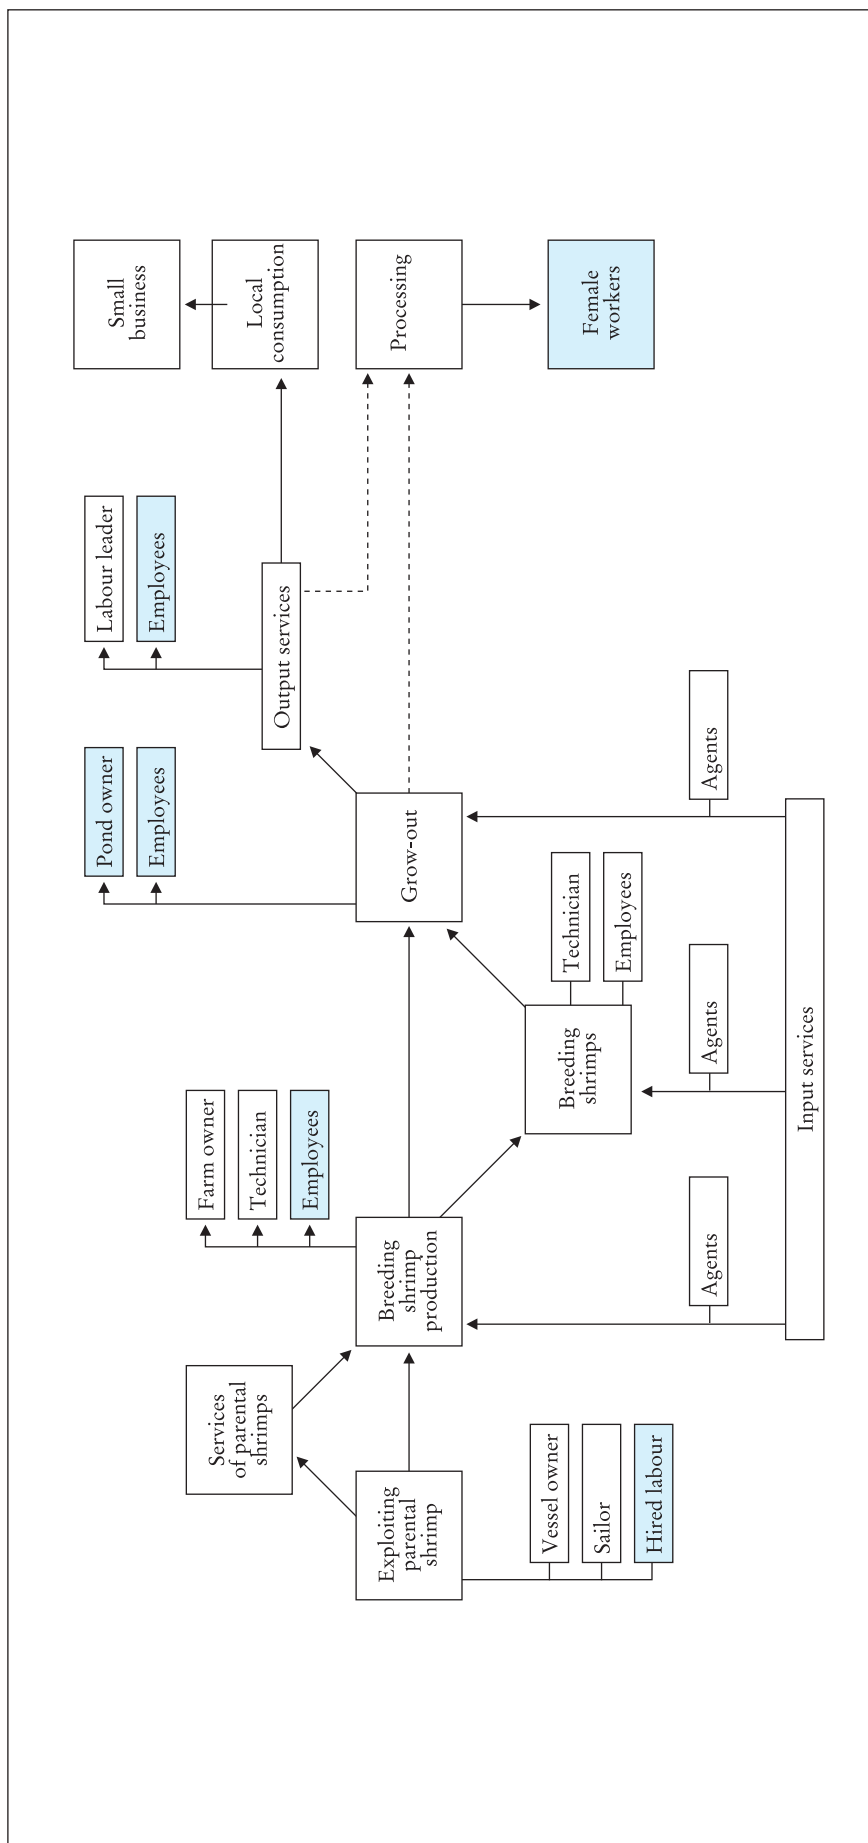 Services
of parental
shrimps
Exploiting
parental
shrimp
Vessel owner
Sailor
Hired labour
Farm owner
Technician
Employees
Breeding
shrimp
production
Breeding
shrimps
Technician
Employees
Agents
Agents
Agents
Input services
Pond owner
Employees
Grow-out
Labour leader
Employees
Output services
Small
business
Local
consumption
Processing
Female
workers